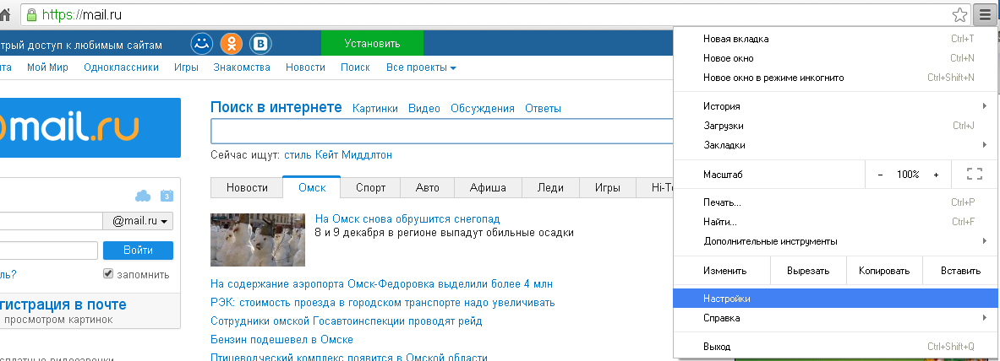 https://mail.ru
трый доступ к любимым сайтам
Установить
Мой Мир Одноклассники Игры Знакомства Новости Поиск Все проекты
@mail.ru
Поиск в интернете Картинки Видео Обсуждения Ответы
Сейчас ищут: стиль Кейт Миддлтон
Новости Омск Спорт Авто Афиша Леди Игры Hi-Te
3
@mail.ru
Войти
ль? запомнить
гистрация в почте
просмотром картинок
На Омск снова обрушится снегопад
8 и 9 декабря в регионе выпадут обильные осадки
На содержание аэропорта Омск-Федоровка выделили более 4 млн
РЭК: стоимость проезда в городском транспорте надо увеличивать
Сотрудники омской Госавтоинспекции проводят рейд
Бензин подешевел в Омске
Птицеводческий комплекс появится в Омской области
Новая вкладка Ctrl+T
Новое окно Ctrl+N
Новое окно в режиме инкогнито Ctrl+Shift+N
История
Загрузки Ctrl+J
Закладки
Масштаб - 100% +
Печать... Ctrl+P
Найти... Ctrl+F
Дополнительные инструменты
Изменить Вырезать Копировать Вставить
Настройки
Справка
Выход Ctrl+Shift+Q